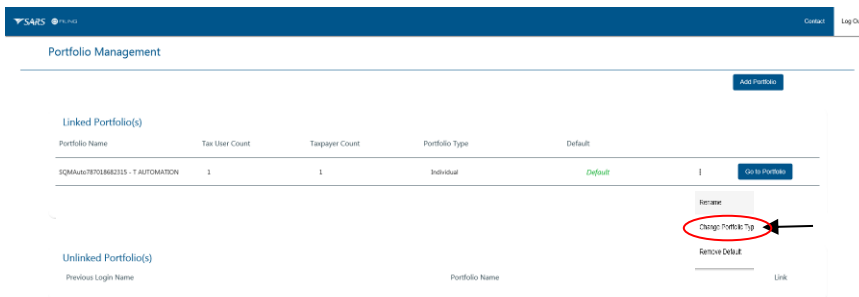 SARS eFILING
Contact
Log Ou
Portfolio Management
Add Portfolio
Linked Portfolio(s)
Portfolio Name Tax User Count Taxpayer Count Portfolio Type Default
SQMAuto787018682315 - T AUTOMATION 1 1 Individual Default Go to Portfolio
Rename
Change Portfolio Typ
Remove Default
Unlinked Portfolio(s)
Previous Login Name Portfolio Name Link